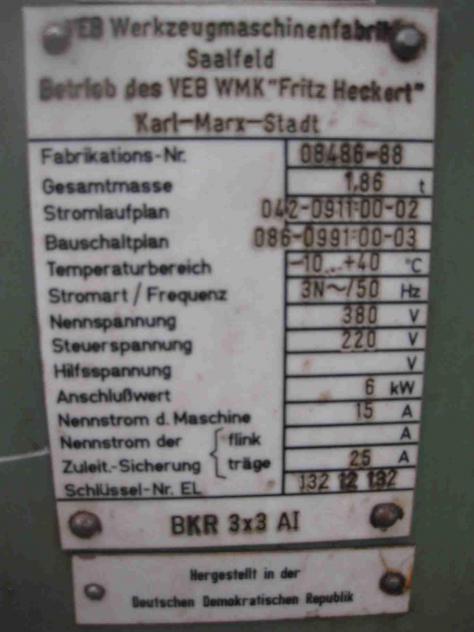 VEB Werkzeugmaschinenfabrik
Saalfeld
Betrieb des VEB WMK "Fritz Heckert"
Karl-Marx-Stadt
Fabrikations-Nr. 08486-88
Gesamtmasse 1,86 t
Stromlaufplan 042-0911:00-02
Bauschaltplan 086-0991:00-03
Temperaturbereich -10...+40 °C
Stromart / Frequenz 3N~/50 Hz
Nennspannung 380 V
Steuerspannung 220 V
Hilfsspannung V
Anschlußwert 6 kW
Nennstrom d. Maschine 15 A
Nennstrom der { flink A
Zuleit.-Sicherung { träge 25 A
Schlüssel-Nr. EL 132 12 132
BKR 3x3 AI
Hergestellt in der
Deutschen Demokratischen Republik